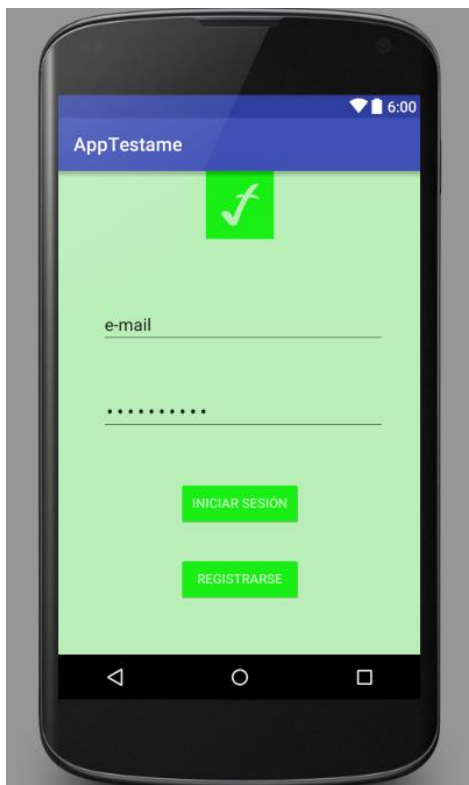 6:00
AppTestame
e-mail
••••••••••
INICIAR SESIÓN
REGISTRARSE